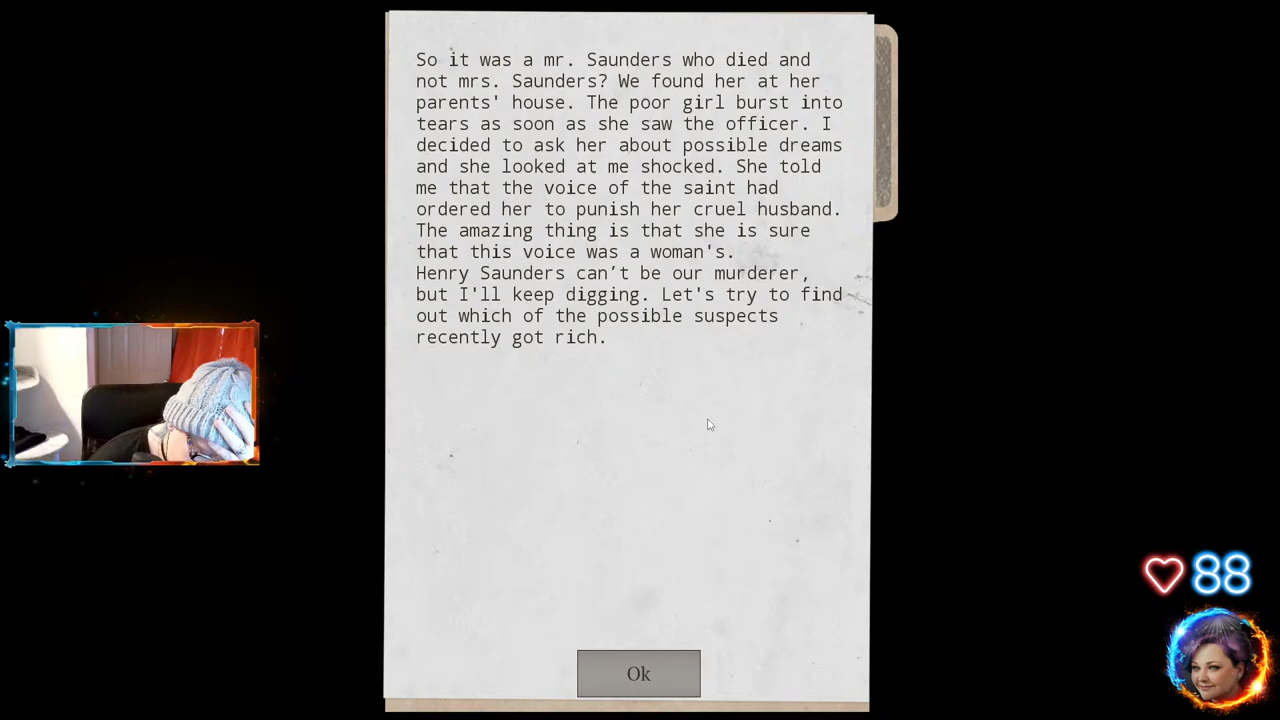 So it was a mr. Saunders who died and
not mrs. Saunders? We found her at her
parents' house. The poor girl burst into
tears as soon as she saw the officer. I
decided to ask her about possible dreams
and she looked at me shocked. She told
me that the voice of the saint had
ordered her to punish her cruel husband.
The amazing thing is that she is sure
that this voice was a woman's.
Henry Saunders can’t be our murderer,
but I'll keep digging. Let's try to find
out which of the possible suspects
recently got rich.
88
Ok